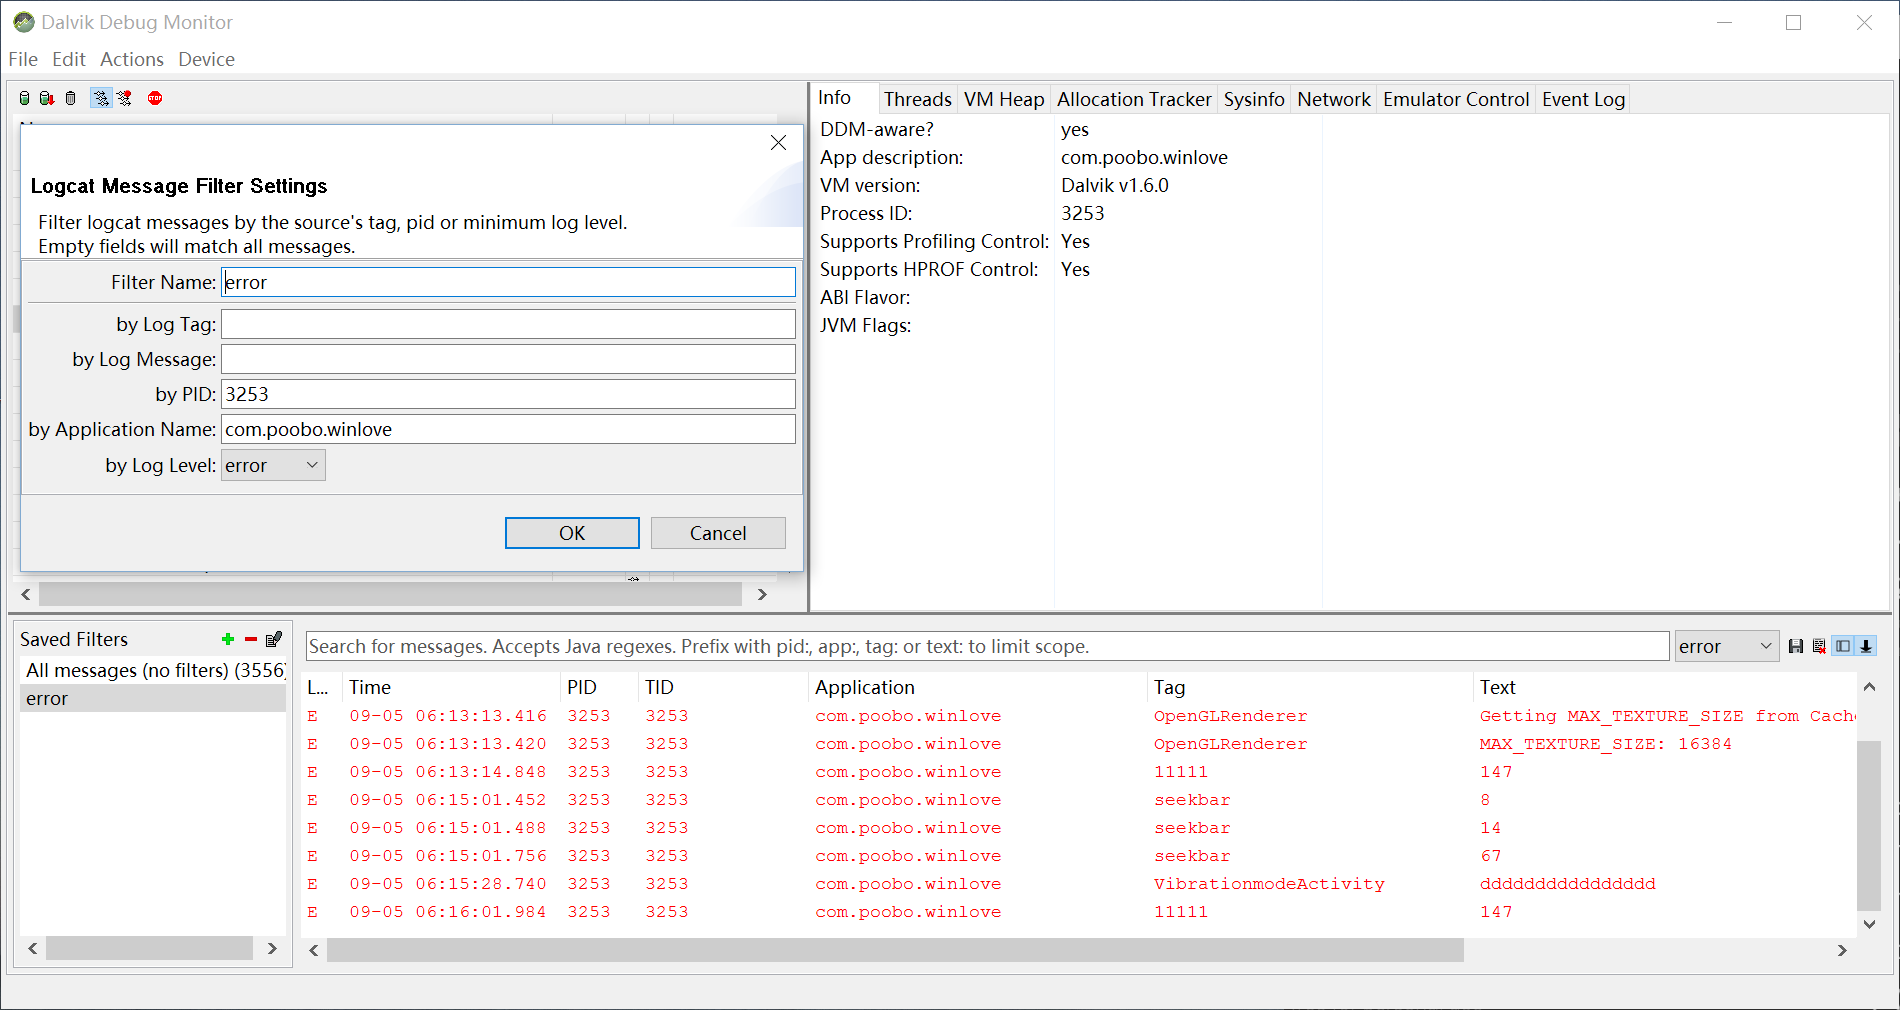 Dalvik Debug Monitor
File Edit Actions Device
STOP
Info Threads VM Heap Allocation Tracker Sysinfo Network Emulator Control Event Log
DDM-aware? yes
App description: com.poobo.winlove
VM version: Dalvik v1.6.0
Process ID: 3253
Supports Profiling Control: Yes
Supports HPROF Control: Yes
ABI Flavor:
JVM Flags:
Logcat Message Filter Settings
Filter logcat messages by the source's tag, pid or minimum log level.
Empty fields will match all messages.
Filter Name: error
by Log Tag:
by Log Message:
by PID: 3253
by Application Name: com.poobo.winlove
by Log Level: error
OK Cancel
Saved Filters
All messages (no filters) (3556)
error
Search for messages. Accepts Java regexes. Prefix with pid:, app:, tag: or text: to limit scope. error
L... Time PID TID Application Tag Text
E 09-05 06:13:13.416 3253 3253 com.poobo.winlove OpenGLRenderer Getting MAX_TEXTURE_SIZE from Cach
E 09-05 06:13:13.420 3253 3253 com.poobo.winlove OpenGLRenderer MAX_TEXTURE_SIZE: 16384
E 09-05 06:13:14.848 3253 3253 com.poobo.winlove 11111 147
E 09-05 06:15:01.452 3253 3253 com.poobo.winlove seekbar 8
E 09-05 06:15:01.488 3253 3253 com.poobo.winlove seekbar 14
E 09-05 06:15:01.756 3253 3253 com.poobo.winlove seekbar 67
E 09-05 06:15:28.740 3253 3253 com.poobo.winlove VibrationmodeActivity dddddddddddddddd
E 09-05 06:16:01.984 3253 3253 com.poobo.winlove 11111 147